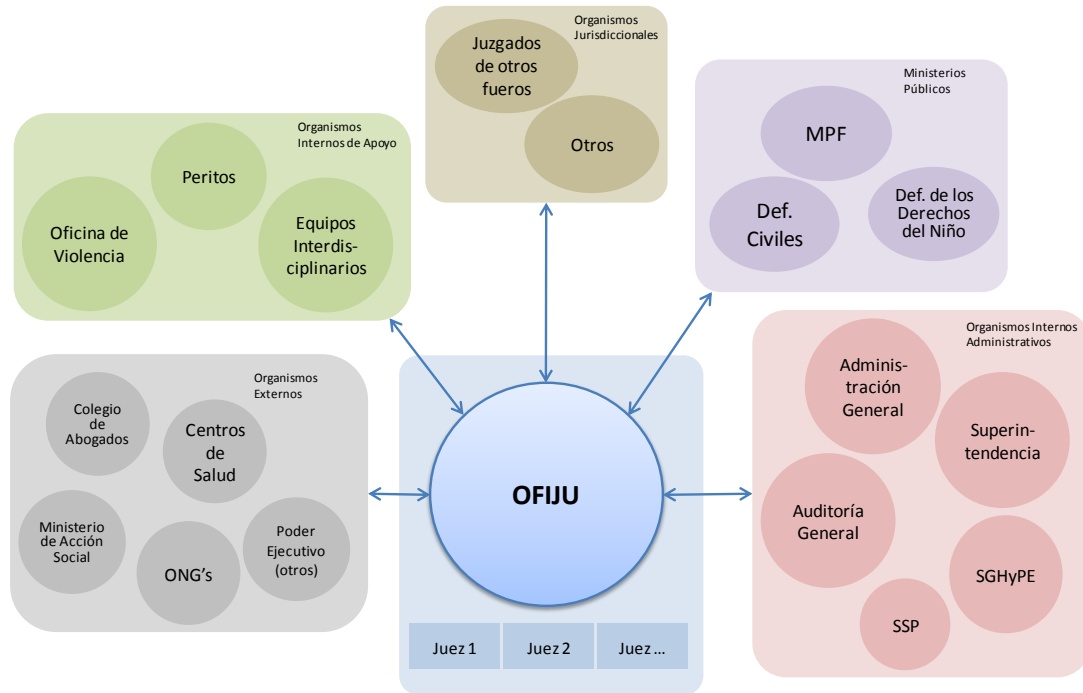 Organismos
Jurisdiccionales
Juzgados
de otros
fueros
Otros
Organismos
Internos de Apoyo
Peritos
Oficina de
Violencia
Equipos
Interdis-
ciplinarios
Ministerios
Públicos
MPF
Def.
Civiles
Def. de los
Derechos
del Niño
Organismos
Externos
Colegio
de
Abogados
Centros
de
Salud
Ministerio
de Acción
Social
ONG's
Poder
Ejecutivo
(otros)
OFIJU
Juez 1
Juez 2
Juez ...
Organismos Internos
Administrativos
Adminis-
tración
General
Superin-
tendencia
Auditoría
General
SGHyPE
SSP